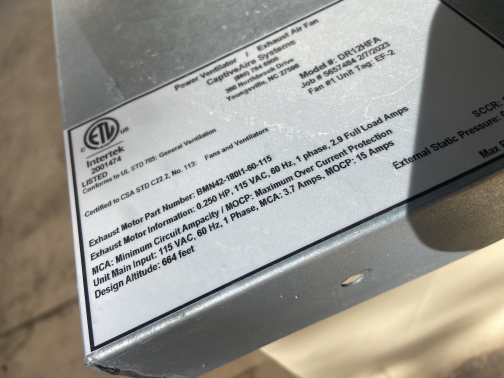 Power Ventilator / Exhaust Air Fan
CaptiveAire Systems
(860) 784 6900
360 Northbrook Drive
Youngsville, NC 27596
Model #: DR12HFA
Job # 5657484 2/7/2023
Fan #1 Unit Tag: EF-2
C ETL US
Intertek
2001474
LISTED
Conforms to UL STD 705: General Ventilation
Certified to CSA STD C22.2, No. 113: Fans and Ventilators
Exhaust Motor Part Number: BMN42-18I11-60-115
Exhaust Motor Information: 0.250 HP, 115 VAC, 60 Hz, 1 phase, 2.9 Full Load Amps
MCA: Minimum Circuit Ampacity / MOCP: Maximum Over Current Protection
Unit Main Input: 115 VAC, 60 Hz, 1 Phase, MCA: 3.7 Amps, MOCP: 15 Amps
Design Altitude: 664 feet
SCCR:
External Static Pressure:
Max